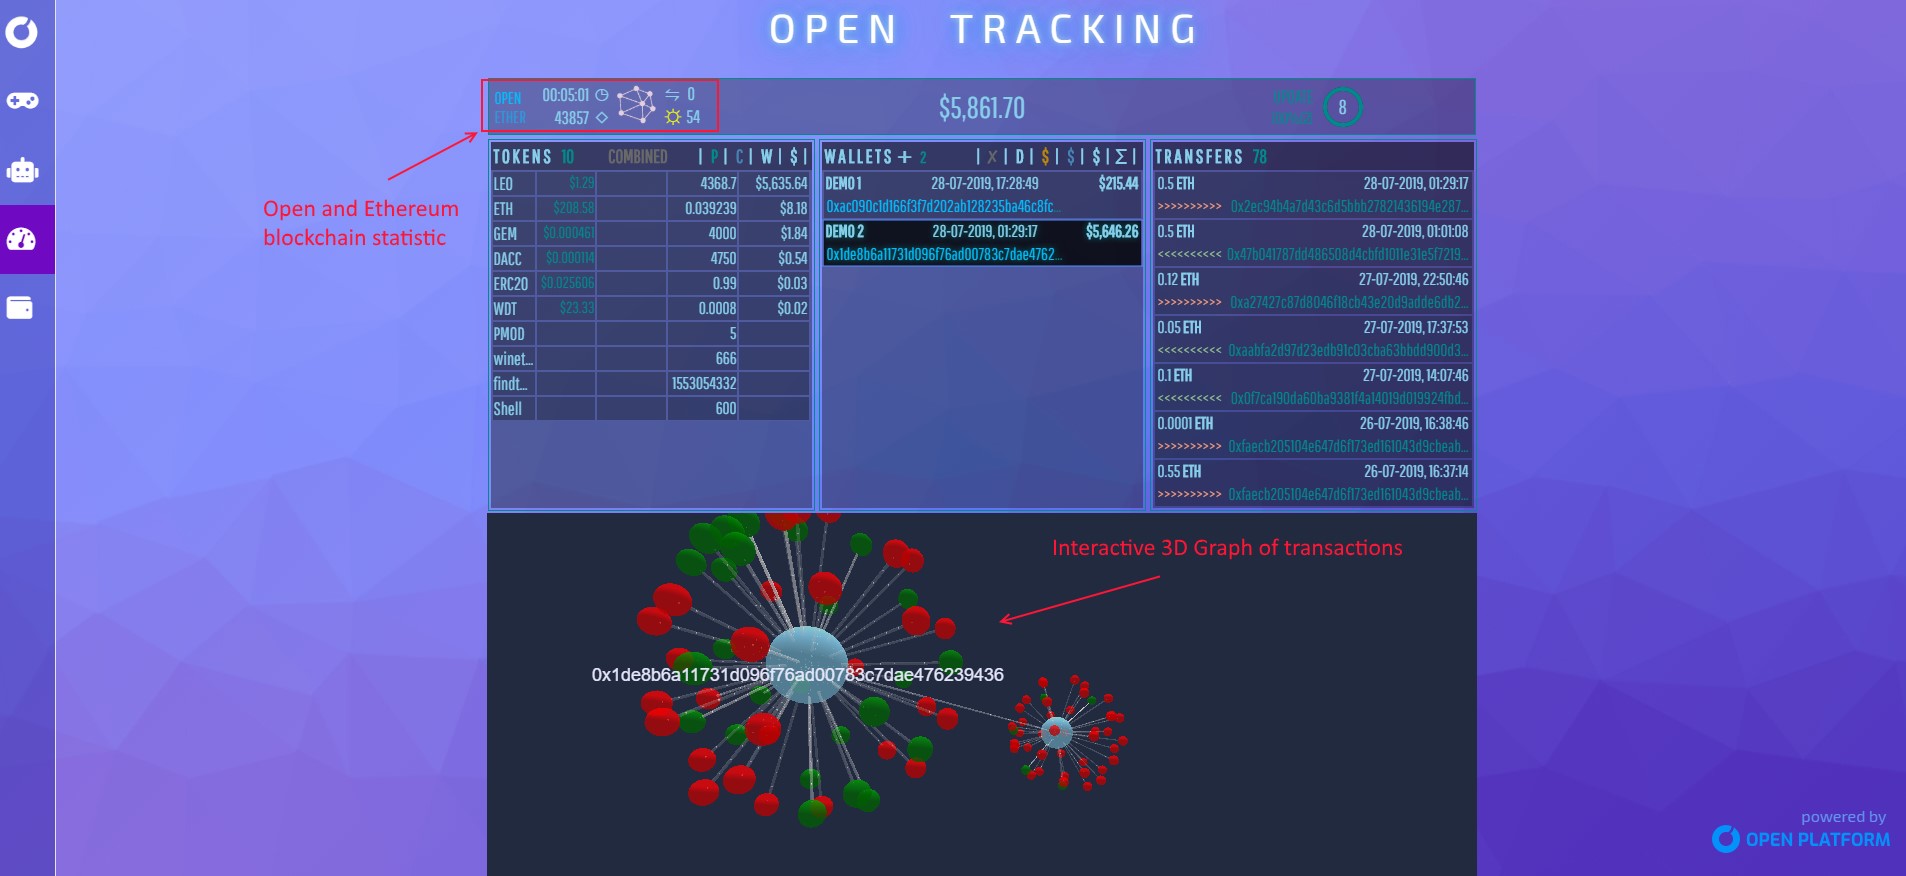 OPEN TRACKING
OPEN 00:05:01 0
ETHER 43857 54
$5,861.70
8
Open and Ethereum
blockchain statistic
TOKENS 10 COMBINED | P | C | W | $ |
LEO $1.29 4368.7 $5,635.64
ETH $208.58 0.039239 $8.18
GEM $0.000461 4000 $1.84
DACC $0.000114 4750 $0.54
ERC20 $0.025606 0.99 $0.03
WDT $23.33 0.0008 $0.02
PMOD 5
winet... 666
findt... 1553054332
Shell 600
WALLETS + 2 | X | D | $ | $ | $ | Σ |
DEMO 1 28-07-2019, 17:28:49 $215.44
0xac090c1d166f3f7d202ab128235ba46c8fc...
DEMO 2 28-07-2019, 01:29:17 $5,646.26
0x1de8b6a11731d096f76ad00783c7dae4762...
TRANSFERS 78
0.5 ETH 28-07-2019, 01:29:17
>>>>>>>>>> 0x2ec94b4a7d43c6d5bbb27821436194e287...
0.5 ETH 28-07-2019, 01:01:08
<<<<<<<<<< 0x47b041787dd486508d4cbfd1011e31e5f7219...
0.12 ETH 27-07-2019, 22:50:46
>>>>>>>>>> 0xa27427c87d8046f18cb43e20d9adde6db2...
0.05 ETH 27-07-2019, 17:37:53
<<<<<<<<<< 0xaabfa2d97d23edb91c03cba63bbdd900d3...
0.1 ETH 27-07-2019, 14:07:46
<<<<<<<<<< 0x0f7ca190da60ba9381f4a14019d019924fbd...
0.0001 ETH 26-07-2019, 16:38:46
>>>>>>>>>> 0xfaecb205104e647d6f173ed161043d9cbeab...
0.55 ETH 26-07-2019, 16:37:14
>>>>>>>>>> 0xfaecb205104e647d6f173ed161043d9cbeab...
Interactive 3D Graph of transactions
0x1de8b6a11731d096f76ad00783c7dae476239436
powered by
OPEN PLATFORM